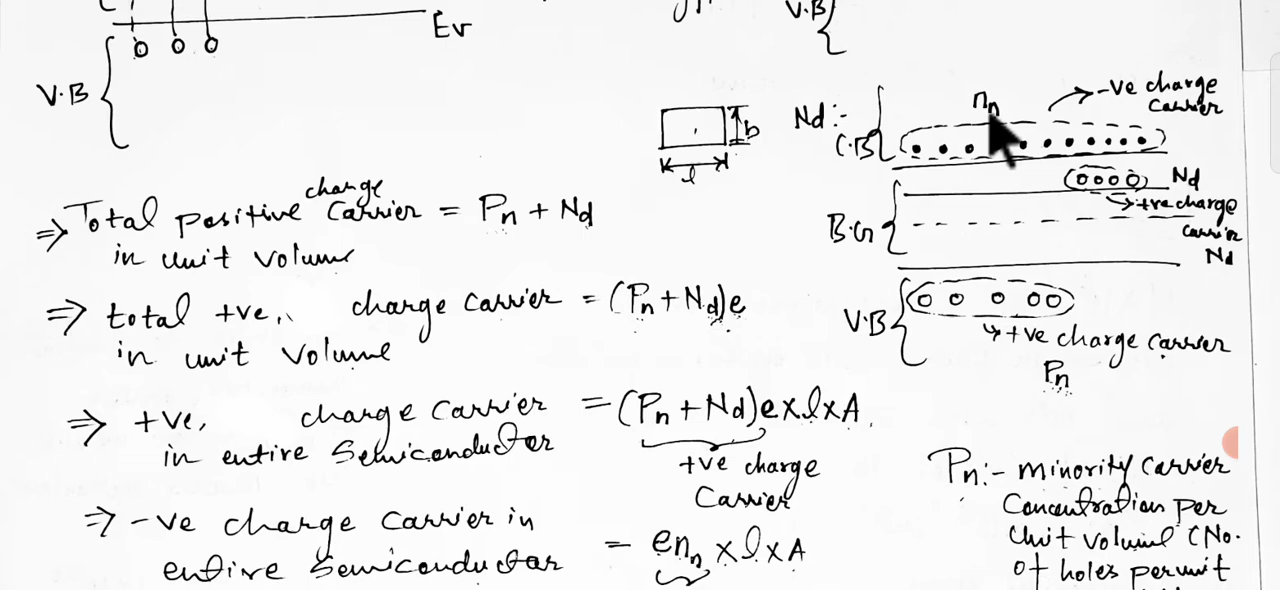 Ev
V.B
V.B
b
l
Nd :-
C.B
nn
-ve charge
carrier
Nd
+ve charge
carrier
Nd
B.G
V.B
+ve charge carrier
Pn
⇒ Total positive charge carrier = Pn + Nd
in unit volume
⇒ total +ve charge carrier = (Pn + Nd)e
in unit volume
⇒ +ve charge carrier = (Pn + Nd)e×l×A
in entire Semiconductor
+ve charge
Carrier
⇒ -ve charge carrier in
entire Semiconductor = enn × l × A
Pn :- minority carrier
Concentration per
Unit volume (No.
of holes per unit